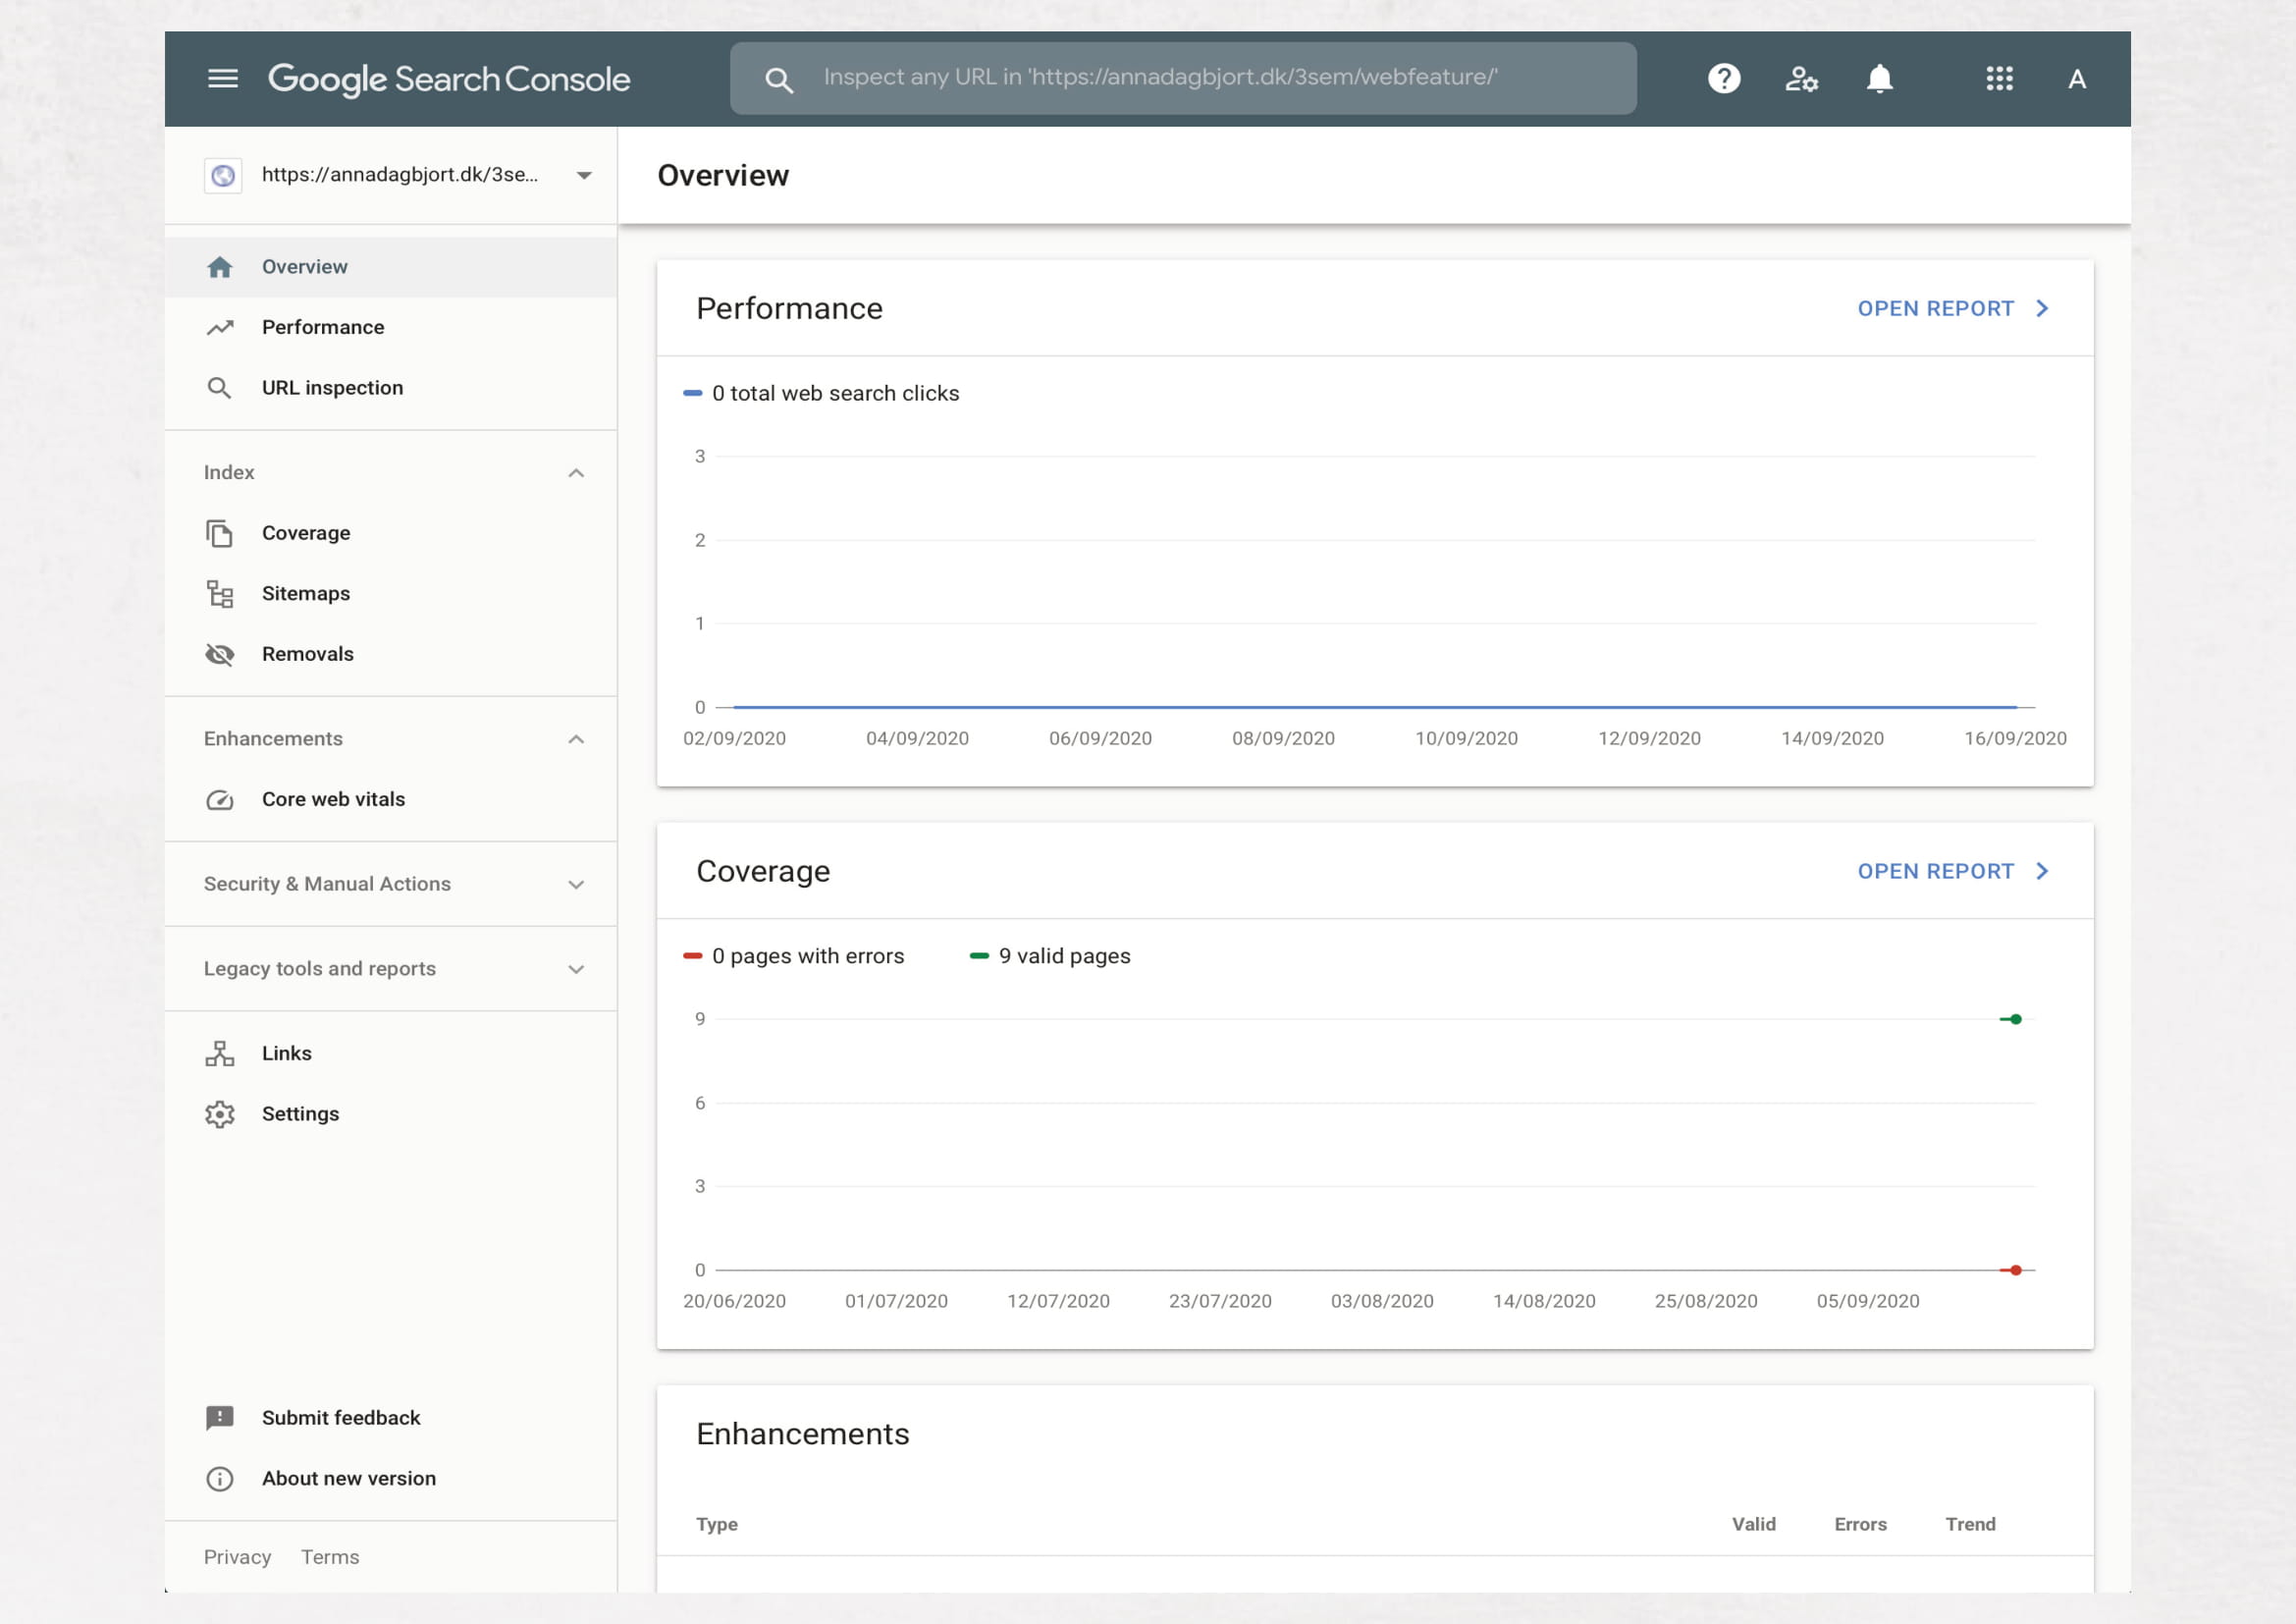 Google Search Console
Inspect any URL in 'https://annadagbjort.dk/3sem/webfeature/'
A
https://annadagbjort.dk/3se...
Overview
Performance
URL inspection
Index
Coverage
Sitemaps
Removals
Enhancements
Core web vitals
Security & Manual Actions
Legacy tools and reports
Links
Settings
Submit feedback
About new version
Privacy Terms
Overview
Performance OPEN REPORT
0 total web search clicks
3
2
1
0
02/09/2020 04/09/2020 06/09/2020 08/09/2020 10/09/2020 12/09/2020 14/09/2020 16/09/2020
Coverage OPEN REPORT
0 pages with errors 9 valid pages
9
6
3
0
20/06/2020 01/07/2020 12/07/2020 23/07/2020 03/08/2020 14/08/2020 25/08/2020 05/09/2020
Enhancements
Type Valid Errors Trend